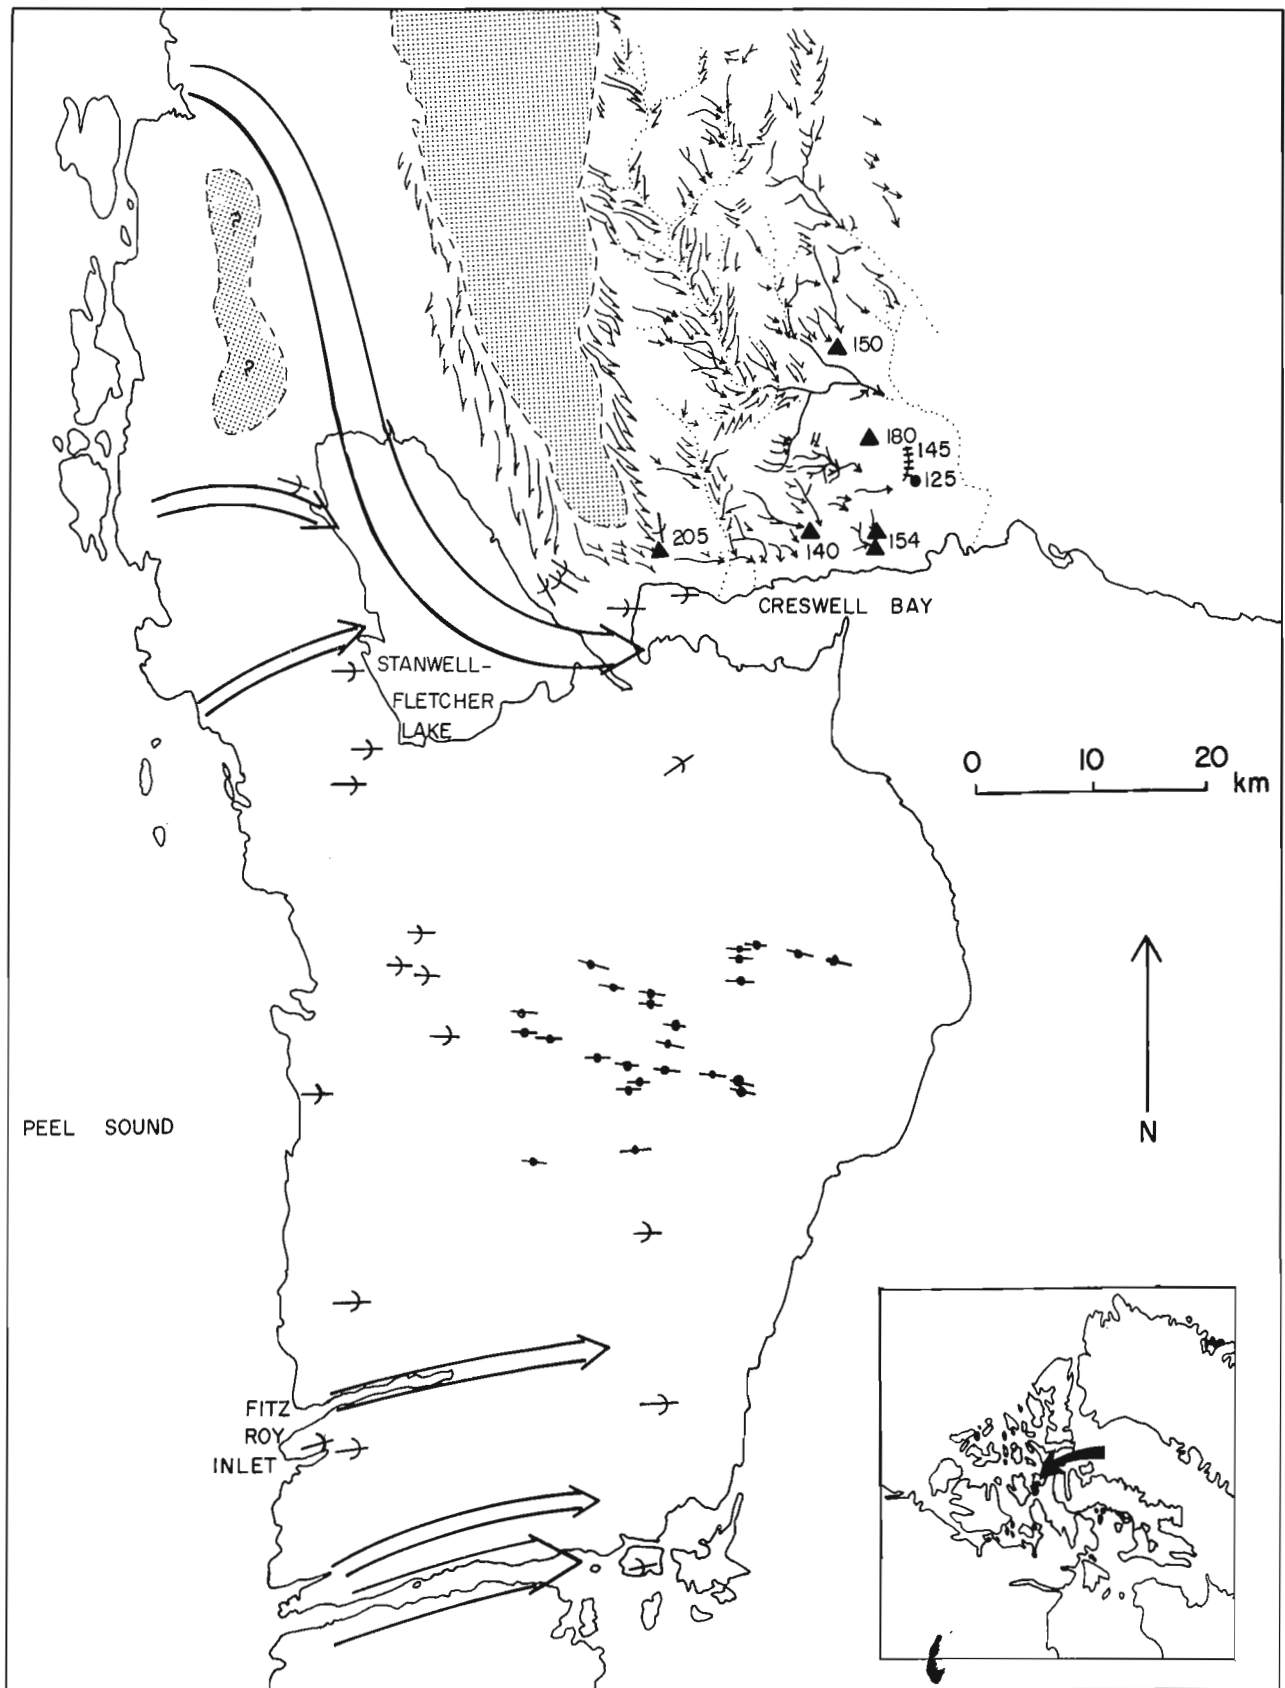 ?
?
150
180
145
125
205
140
154
CRESWELL BAY
STANWELL-
FLETCHER
LAKE
0 10 20
km
N
PEEL SOUND
FITZ
ROY
INLET